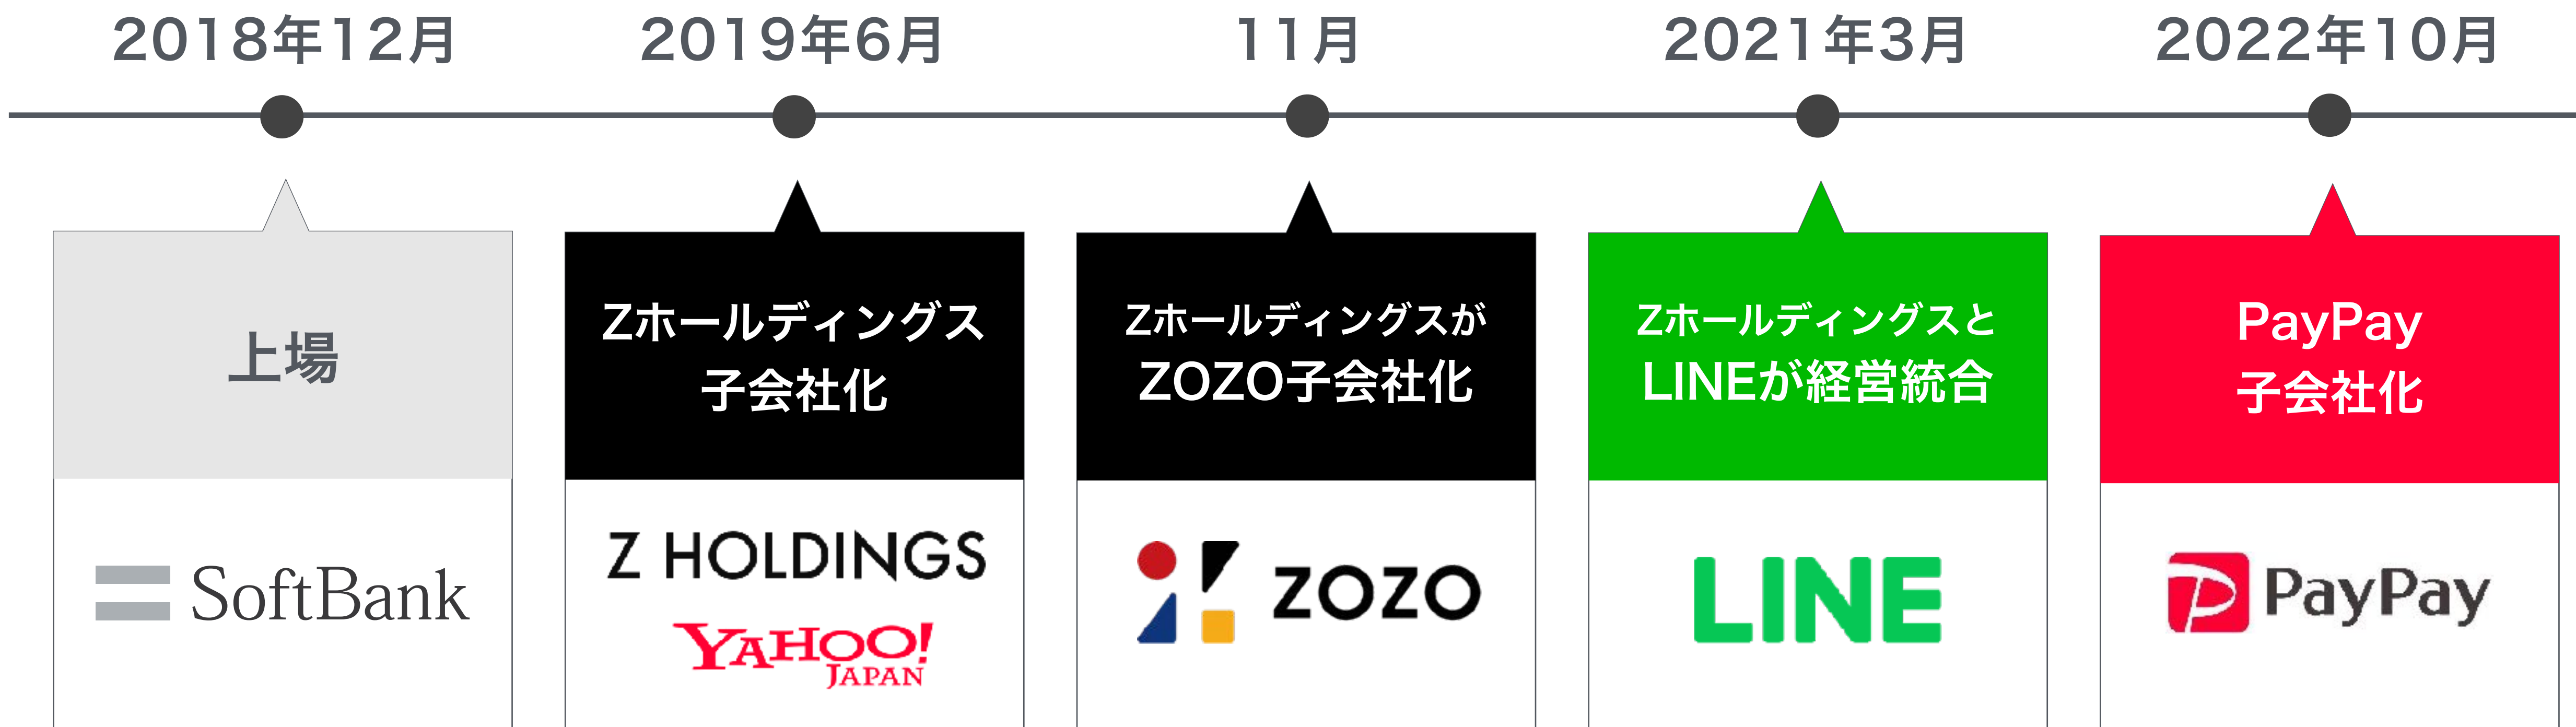 2018年12月
2019年6月
11月
2021年3月
2022年10月
上場
SoftBank
Zホールディングス
子会社化
Z HOLDINGS
YAHOO!
JAPAN
Zホールディングスが
ZOZO子会社化
ZOZO
Zホールディングスと
LINEが経営統合
LINE
PayPay
子会社化
PayPay